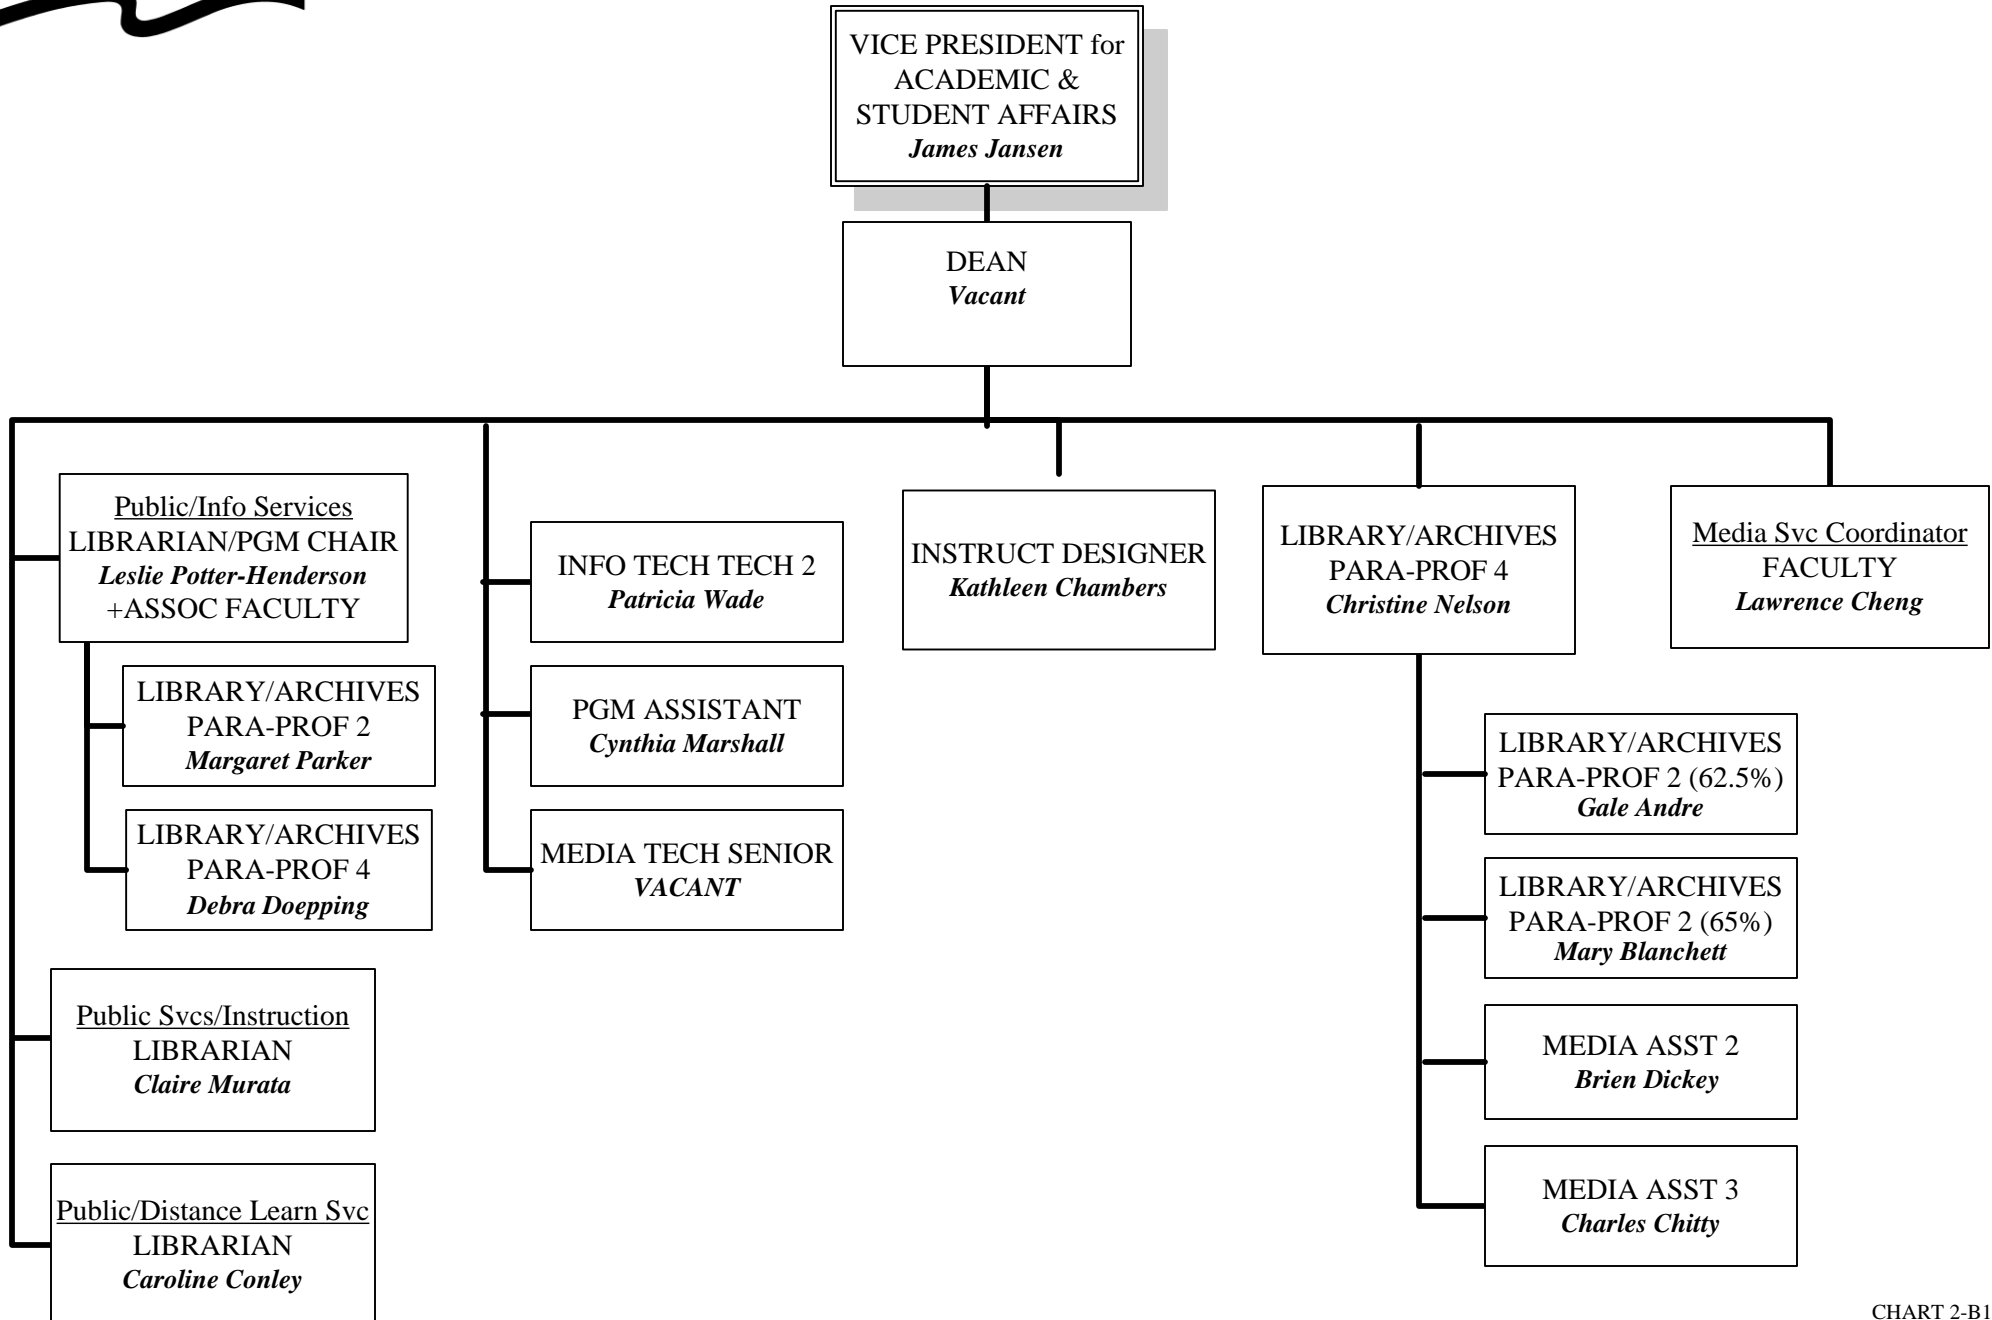 VICE PRESIDENT for
ACADEMIC &
STUDENT AFFAIRS
James Jansen
DEAN
Vacant
Public/Info Services
LIBRARIAN/PGM CHAIR
Leslie Potter-Henderson
+ASSOC FACULTY
LIBRARY/ARCHIVES
PARA-PROF 2
Margaret Parker
LIBRARY/ARCHIVES
PARA-PROF 4
Debra Doepping
Public Svcs/Instruction
LIBRARIAN
Claire Murata
Public/Distance Learn Svc
LIBRARIAN
Caroline Conley
INFO TECH TECH 2
Patricia Wade
PGM ASSISTANT
Cynthia Marshall
MEDIA TECH SENIOR
VACANT
INSTRUCT DESIGNER
Kathleen Chambers
LIBRARY/ARCHIVES
PARA-PROF 4
Christine Nelson
LIBRARY/ARCHIVES
PARA-PROF 2 (62.5%)
Gale Andre
LIBRARY/ARCHIVES
PARA-PROF 2 (65%)
Mary Blanchett
MEDIA ASST 2
Brien Dickey
MEDIA ASST 3
Charles Chitty
Media Svc Coordinator
FACULTY
Lawrence Cheng
CHART 2-B1